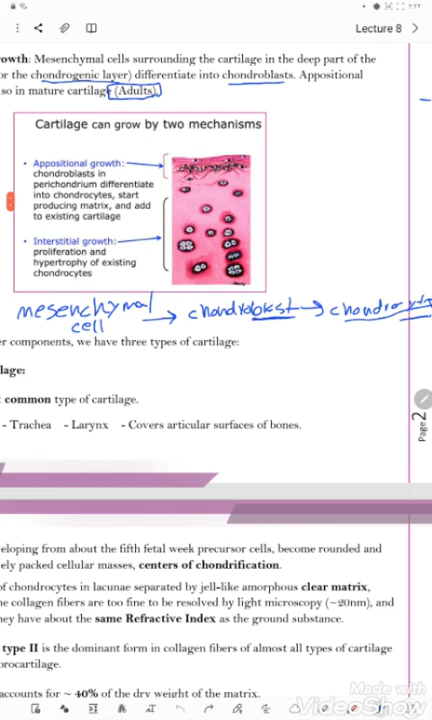 7:17
Lecture 8
rowth: Mesenchymal cells surrounding the cartilage in the deep part of the
or the chondrogenic layer) differentiate into chondroblasts. Appositional
lso in mature cartilage (Adults).
Cartilage can grow by two mechanisms
• Appositional growth:
chondroblasts in
perichondrium differentiate
into chondrocytes, start
producing matrix, and add
to existing cartilage
• Interstitial growth:
proliferation and
hypertrophy of existing
chondrocytes
mesenchymal cell → chondroblast → chondrocyte
er components, we have three types of cartilage:
lage:
t common type of cartilage.
- Trachea - Larynx - Covers articular surfaces of bones.
Page 2
veloping from about the fifth fetal week precursor cells, become rounded and
ely packed cellular masses, centers of chondrification.
of chondrocytes in lacunae separated by jell-like amorphous clear matrix,
he collagen fibers are too fine to be resolved by light microscopy (~20nm), and
hey have about the same Refractive Index as the ground substance.
type II is the dominant form in collagen fibers of almost all types of cartilage
brocartilage.
accounts for ~ 40% of the dry weight of the matrix.
Made with
VideoShow